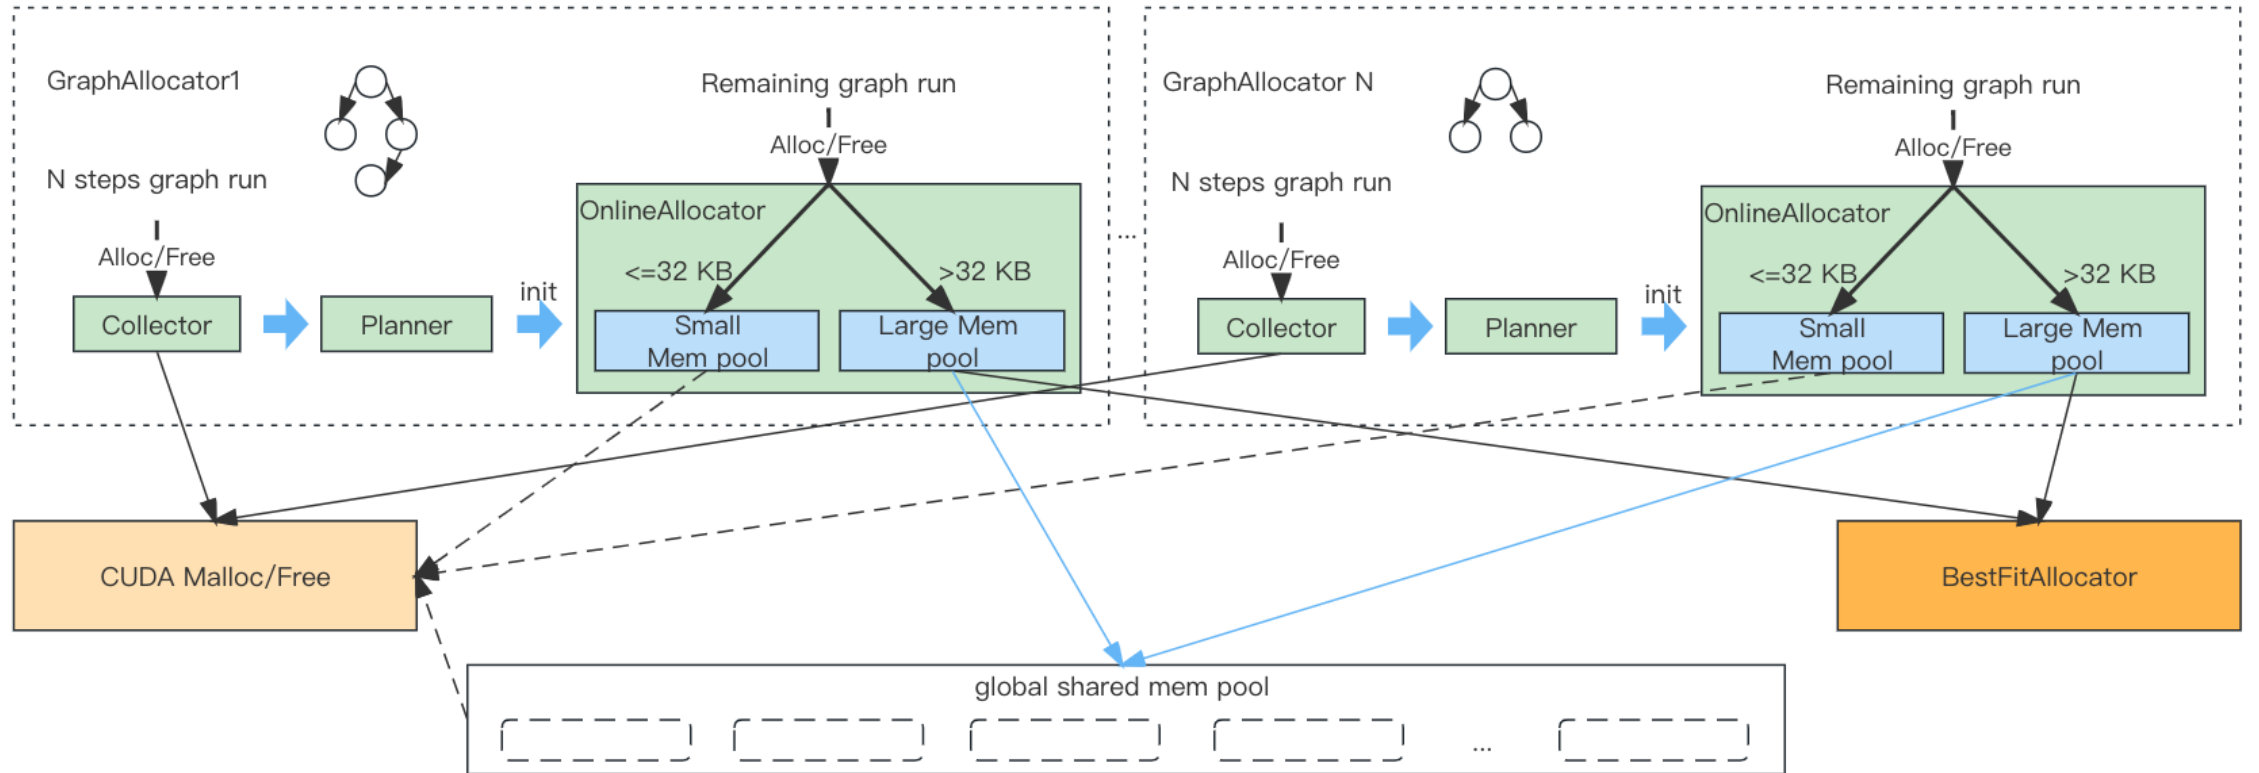 GraphAllocator1
Remaining graph run
Alloc/Free
N steps graph run
Alloc/Free
OnlineAllocator
<=32 KB
>32 KB
init
Collector
Planner
Small
Mem pool
Large Mem
pool
...
GraphAllocator N
Remaining graph run
Alloc/Free
N steps graph run
Alloc/Free
OnlineAllocator
<=32 KB
>32 KB
init
Collector
Planner
Small
Mem pool
Large Mem
pool
CUDA Malloc/Free
BestFitAllocator
global shared mem pool
...